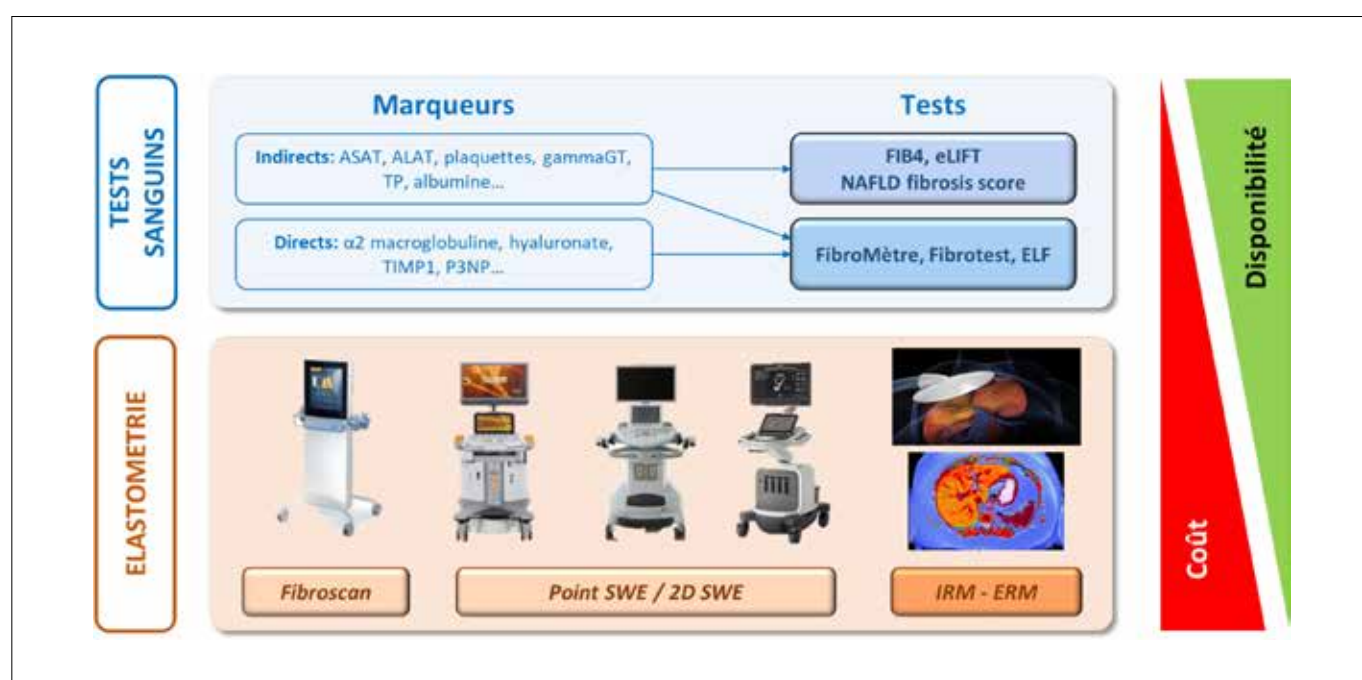 TESTS
SANGUINS
Marqueurs
Tests
Indirects: ASAT, ALAT, plaquettes, gammaGT,
TP, albumine...
FIB4, eLIFT
NAFLD fibrosis score
Directs: α2 macroglobuline, hyaluronate,
TIMP1, P3NP...
FibroMètre, Fibrotest, ELF
ELASTOMETRIE
Fibroscan
Point SWE / 2D SWE
IRM - ERM
Coût
Disponibilité